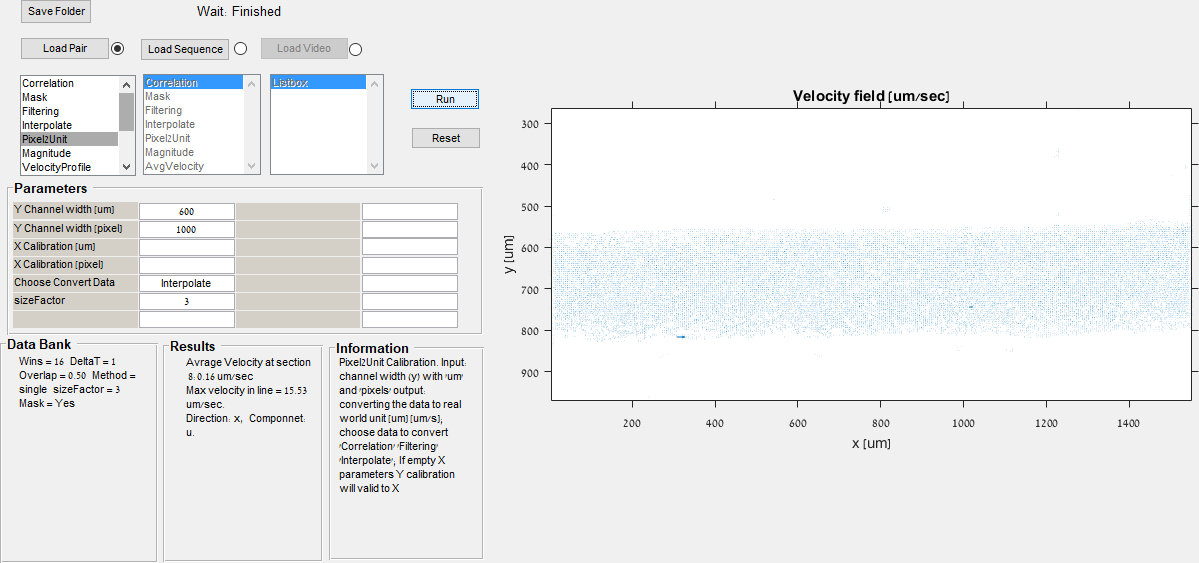 Save Folder
Wait: Finished
Load Pair
Load Sequence
Load Video
Correlation
Mask
Filtering
Interpolate
Pixel2Unit
Magnitude
VelocityProfile
Correlation
Mask
Filtering
Interpolate
Pixel2Unit
Magnitude
AvgVelocity
Listbox
Run
Reset
Parameters
Y Channel width [um] 600
Y Channel width [pixel] 1000
X Calibration [um]
X Calibration [pixel]
Choose Convert Data Interpolate
sizeFactor 3
Data Bank
Wins = 16 DeltaT = 1
Overlap = 0.50 Method =
single sizeFactor = 3
Mask = Yes
Results
Avrage Velocity at section
8: 0.16 um/sec
Max velocity in line = 15.53
um/sec.
Direction: x, Componnet:
u.
Information
Pixel2Unit Calibration. Input:
channel width (y) with 'um'
and 'pixels' output:
converting the data to real
world unit [um] [um/s];
choose data to convert
'Correlation' 'Filtering'
'Interpolate'; If empty X
parameters Y calibration
will valid to X
Velocity field [um/sec]
300
400
500
600
700
800
900
y [um]
200 400 600 800 1000 1200 1400
x [um]